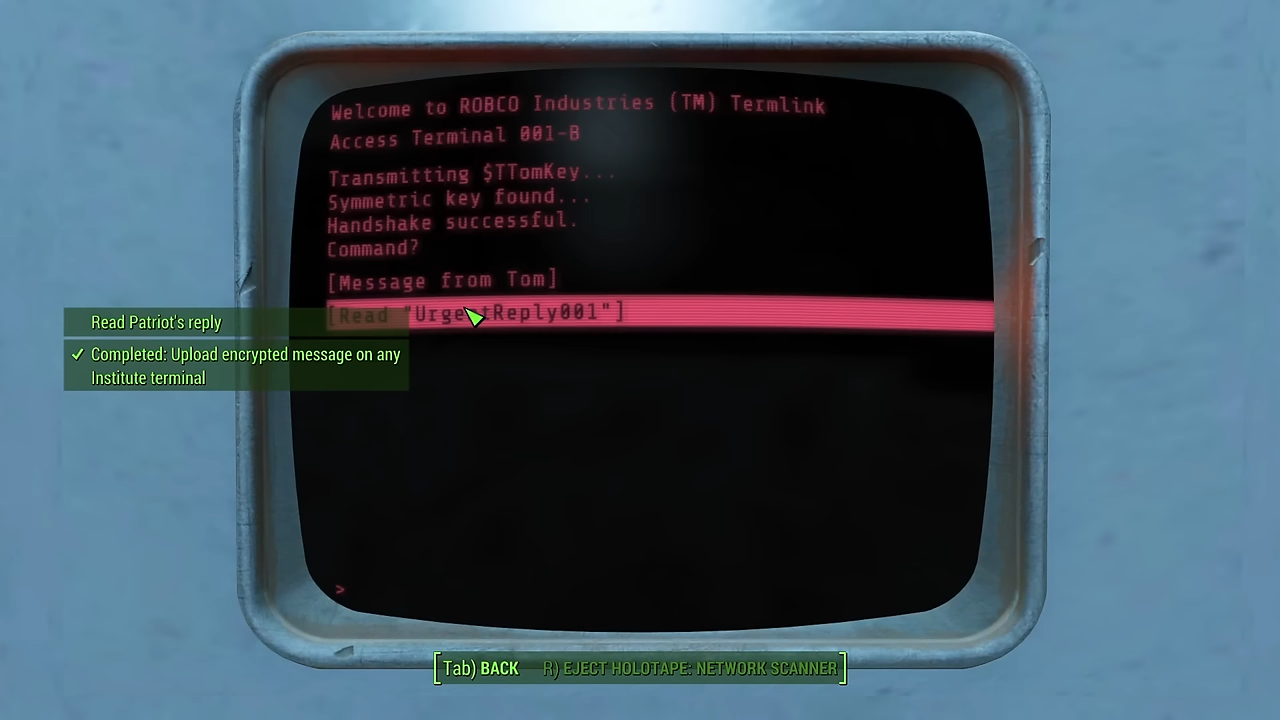 Welcome to ROBCO Industries (TM) Termlink
Access Terminal 001-B
Transmitting $TTomKey...
Symmetric key found...
Handshake successful.
Command?
[Message from Tom]
[Read "UrgentReply001"]
Read Patriot's reply
✓ Completed: Upload encrypted message on any
Institute terminal
>
[Tab) BACK R) EJECT HOLOTAPE: NETWORK SCANNER]